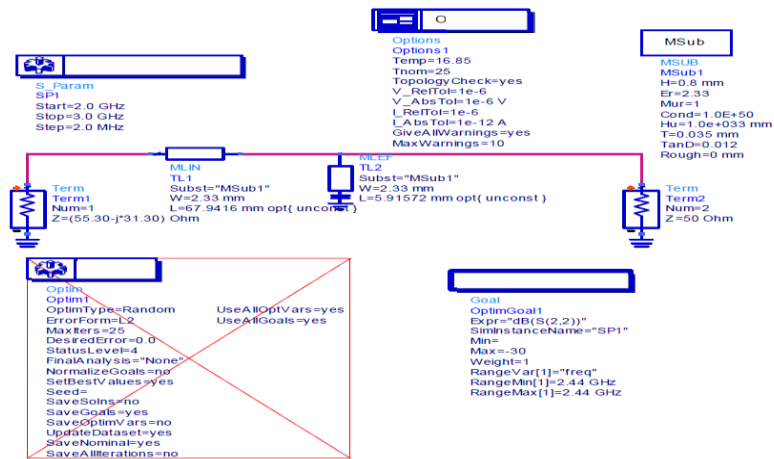 O
Options
Options1
Temp=16.85
Tnom=25
TopologyCheck=yes
V_RelTol=1e-6
V_AbsTol=1e-6 V
I_RelTol=1e-6
I_AbsTol=1e-12 A
GiveAllWarnings=yes
MaxWarnings=10
MSub
MSUB
MSub1
H=0.8 mm
Er=2.33
Mur=1
Cond=1.0E+50
Hu=1.0e+033 mm
T=0.035 mm
TanD=0.012
Rough=0 mm
S_Param
SP1
Start=2.0 GHz
Stop=3.0 GHz
Step=2.0 MHz
Term
Term1
Num=1
Z=(55.30-j*31.30) Ohm
MLIN
TL1
Subst="MSub1"
W=2.33 mm
L=67.9416 mm opt{ unconst }
MLEF
TL2
Subst="MSub1"
W=2.33 mm
L=5.91572 mm opt{ unconst }
Term
Term2
Num=2
Z=50 Ohm
Optim
Optim1
OptimType=Random UseAllOptVars=yes
ErrorForm=L2 UseAllGoals=yes
MaxIters=25
DesiredError=0.0
StatusLevel=4
FinalAnalysis="None"
NormalizeGoals=no
SetBestValues=yes
Seed=
SaveSolns=no
SaveGoals=yes
SaveOptimVars=no
UpdateDataset=yes
SaveNominal=yes
SaveAllIterations=no
Goal
OptimGoal1
Expr="dB(S(2,2))"
SimInstanceName="SP1"
Min=
Max=-30
Weight=1
RangeVar[1]="freq"
RangeMin[1]=2.44 GHz
RangeMax[1]=2.44 GHz